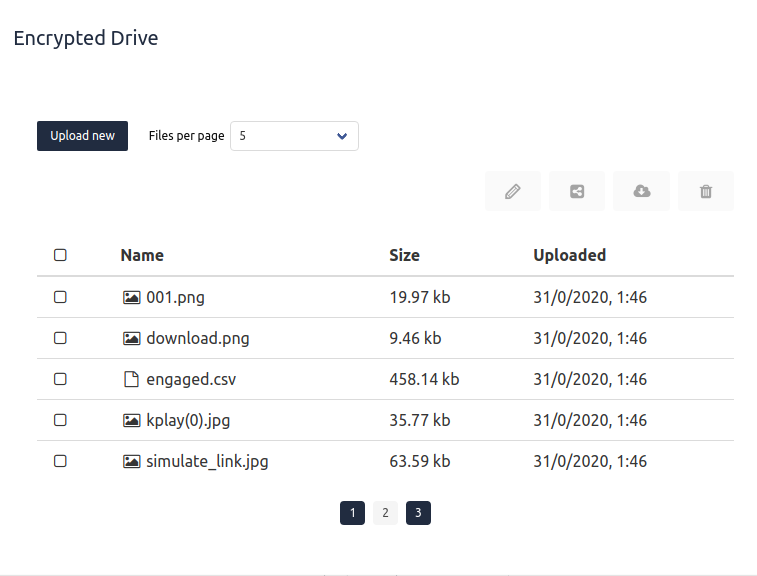 Encrypted Drive
Upload new Files per page 5
Name Size Uploaded
001.png 19.97 kb 31/0/2020, 1:46
download.png 9.46 kb 31/0/2020, 1:46
engaged.csv 458.14 kb 31/0/2020, 1:46
kplay(0).jpg 35.77 kb 31/0/2020, 1:46
simulate_link.jpg 63.59 kb 31/0/2020, 1:46
1 2 3